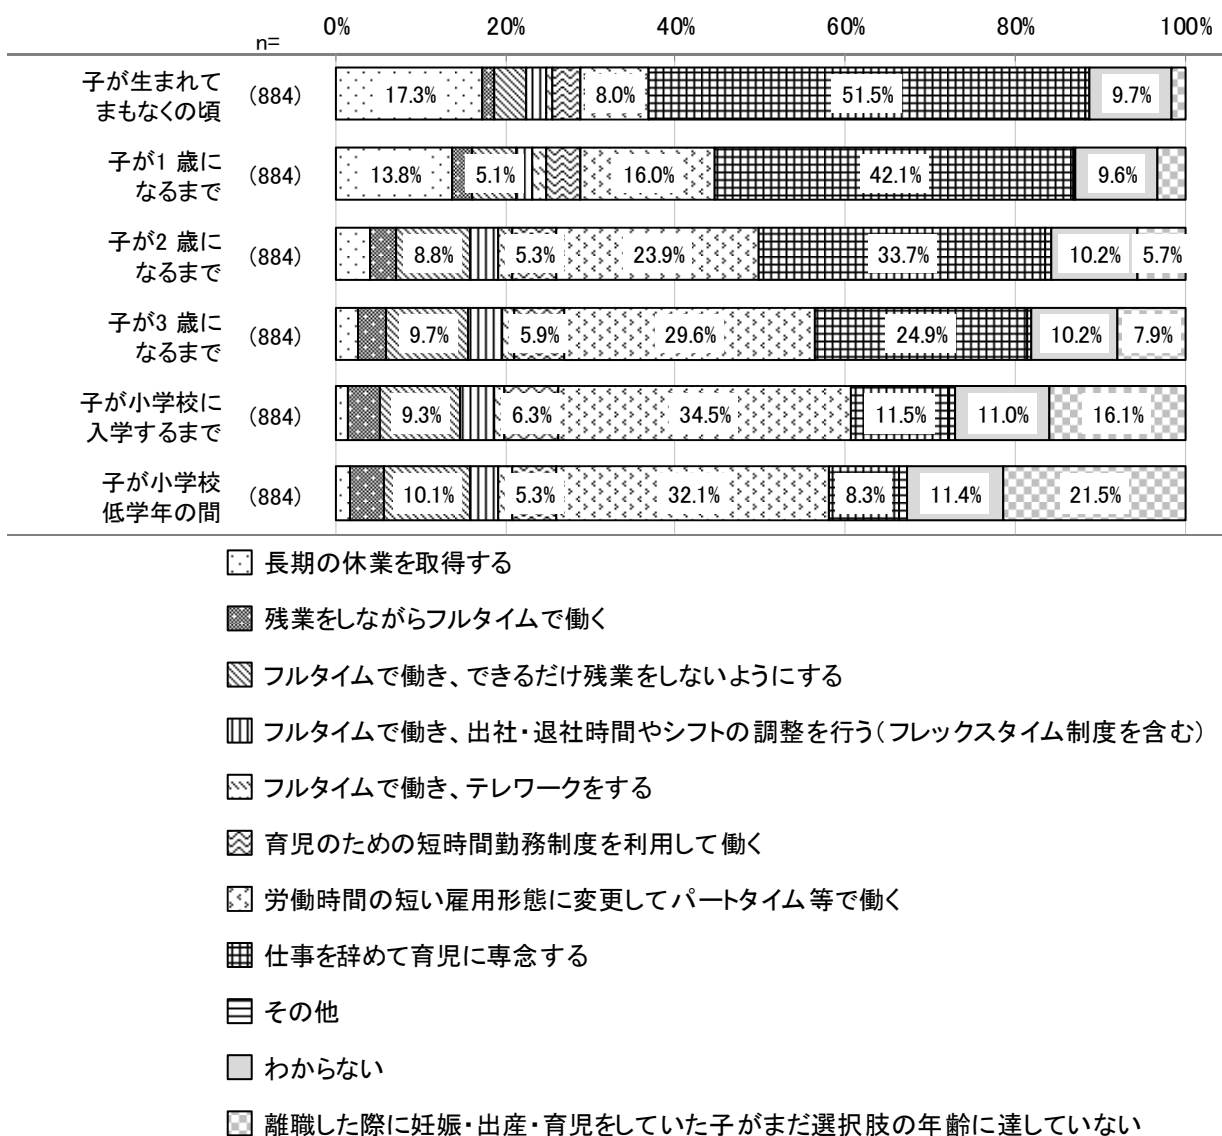 0% 20% 40% 60% 80% 100%
n=
子が生まれて
まもなくの頃
(884) 17.3% 8.0% 51.5% 9.7%
子が1 歳に
なるまで
(884) 13.8% 5.1% 16.0% 42.1% 9.6%
子が2 歳に
なるまで
(884) 8.8% 5.3% 23.9% 33.7% 10.2% 5.7%
子が3 歳に
なるまで
(884) 9.7% 5.9% 29.6% 24.9% 10.2% 7.9%
子が小学校に
入学するまで
(884) 9.3% 6.3% 34.5% 11.5% 11.0% 16.1%
子が小学校
低学年の間
(884) 10.1% 5.3% 32.1% 8.3% 11.4% 21.5%
長期の休業を取得する
残業をしながらフルタイムで働く
フルタイムで働き、できるだけ残業をしないようにする
フルタイムで働き、出社・退社時間やシフトの調整を行う(フレックスタイム制度を含む)
フルタイムで働き、テレワークをする
育児のための短時間勤務制度を利用して働く
労働時間の短い雇用形態に変更してパートタイム等で働く
仕事を辞めて育児に専念する
その他
わからない
離職した際に妊娠・出産・育児をしていた子がまだ選択肢の年齢に達していない